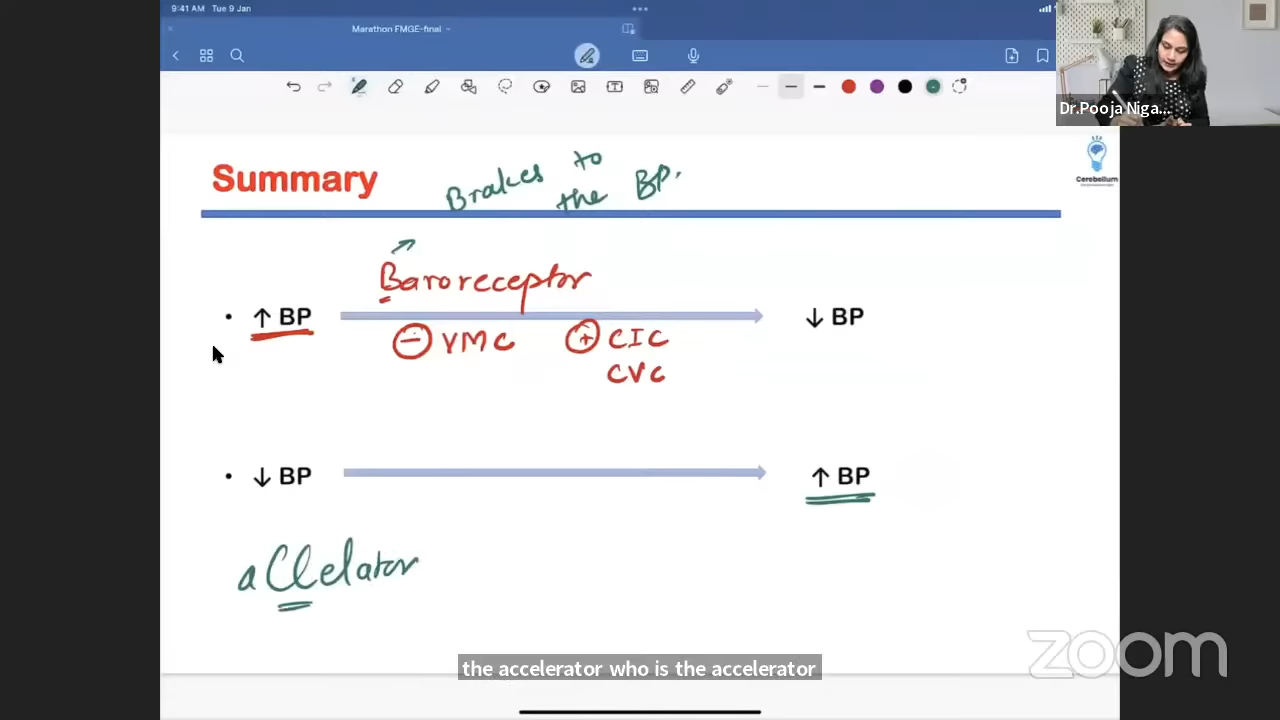 9:41 AM Tue 9 Jan
Marathon FMGE-final
Dr.Pooja Niga...
Cerebellum
Summary
Brakes to
the BP.
Baroreceptor
• ↑ BP
↓ BP
− VMC + CIC
CVC
• ↓ BP
↑ BP
aCClelator
the accelerator who is the accelerator
zoom